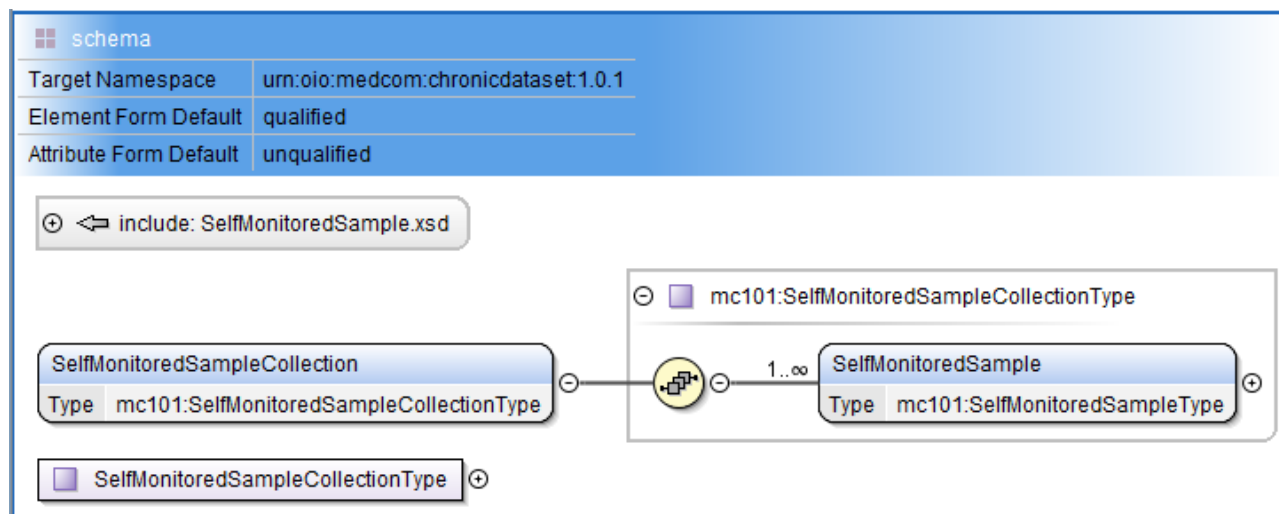 schema
Target Namespace urn:oio:medcom:chronicdataset:1.0.1
Element Form Default qualified
Attribute Form Default unqualified
include: SelfMonitoredSample.xsd
mc101:SelfMonitoredSampleCollectionType
SelfMonitoredSampleCollection
Type mc101:SelfMonitoredSampleCollectionType
1..∞
SelfMonitoredSample
Type mc101:SelfMonitoredSampleType
SelfMonitoredSampleCollectionType